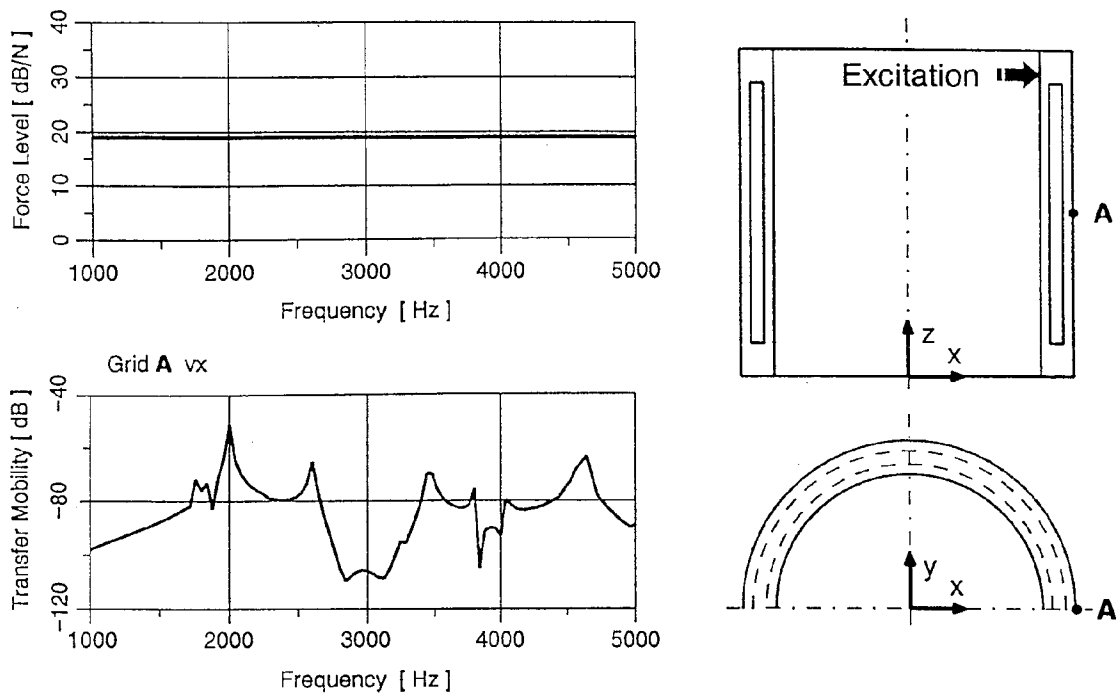 Force Level [ dB/N ]
40
30
20
10
0
1000
2000
3000
4000
5000
Frequency [ Hz ]
Grid A vx
Transfer Mobility [ dB ]
-40
-80
-120
1000
2000
3000
4000
5000
Frequency [ Hz ]
Excitation
A
z
x
y
x
A